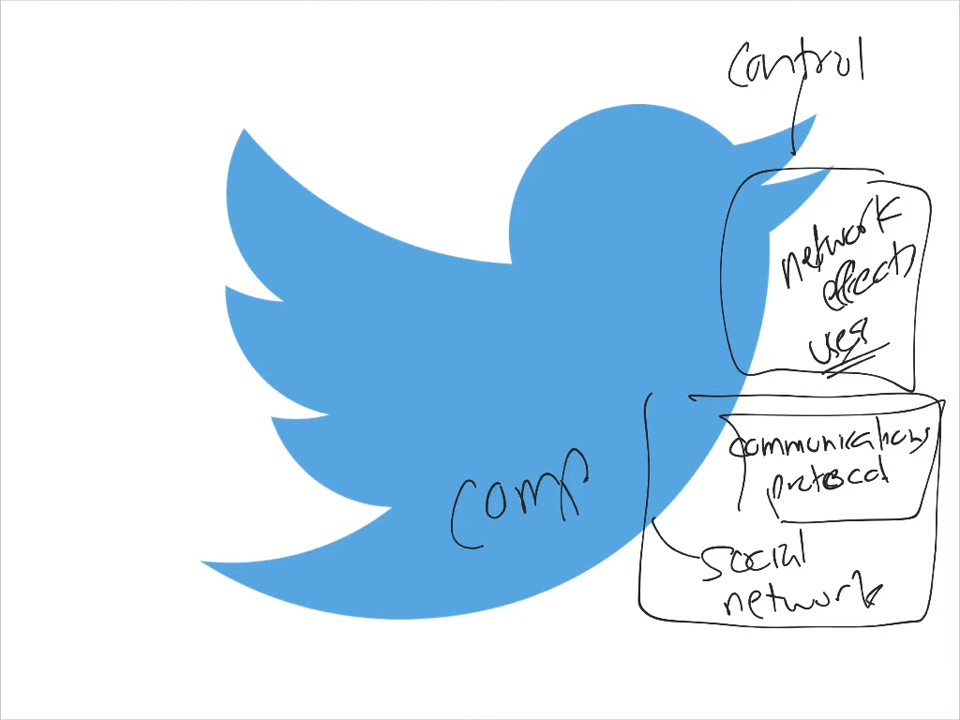 control
network
effects
user
communications
protocol
comp
social
network